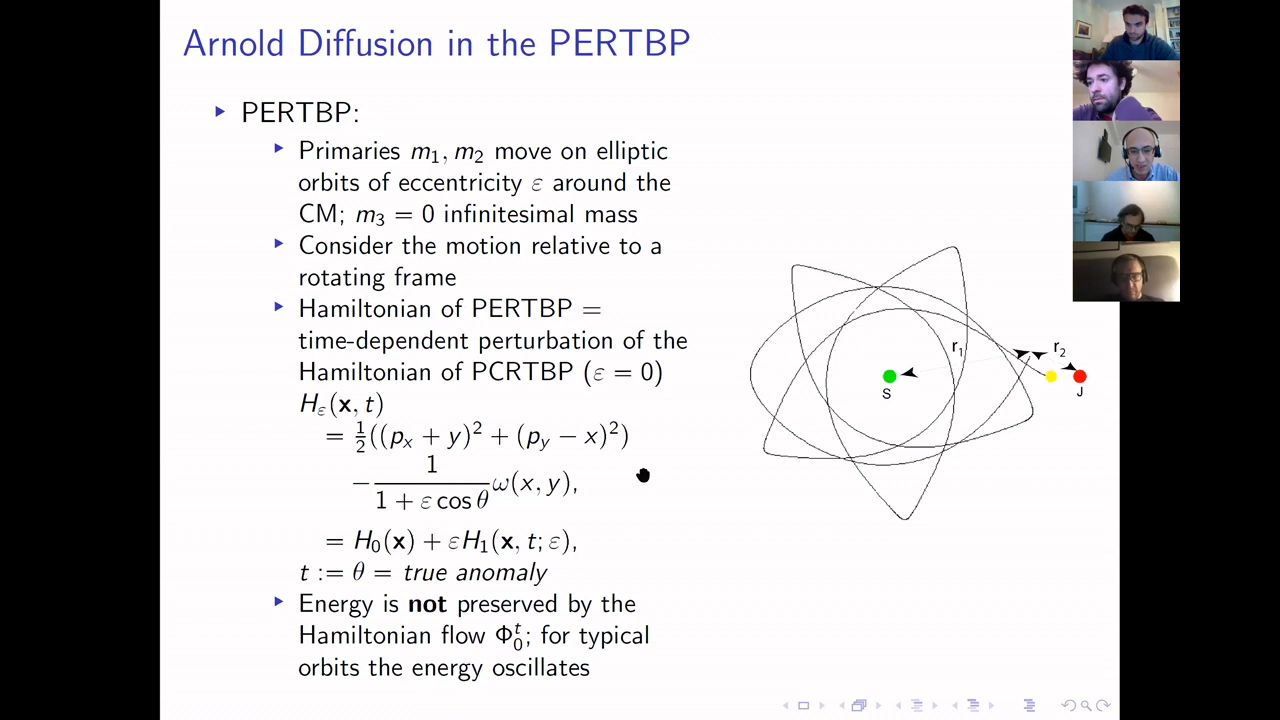 Arnold Diffusion in the PERTBP
PERTBP:
Primaries m₁, m₂ move on elliptic
orbits of eccentricity ε around the
CM; m₃ = 0 infinitesimal mass
Consider the motion relative to a
rotating frame
Hamiltonian of PERTBP =
time-dependent perturbation of the
Hamiltonian of PCRTBP (ε = 0)
H_ε(x, t)
= ½((pₓ + y)² + (p_y − x)²)
− 1/(1 + ε cos θ) ω(x, y),
= H₀(x) + εH₁(x, t; ε),
t := θ = true anomaly
Energy is not preserved by the
Hamiltonian flow Φ₀ᵗ; for typical
orbits the energy oscillates
r₁
r₂
S
J